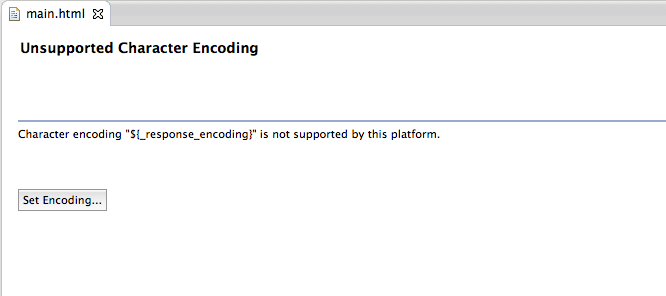 main.html
Unsupported Character Encoding
Character encoding "${_response_encoding}" is not supported by this platform.
Set Encoding...